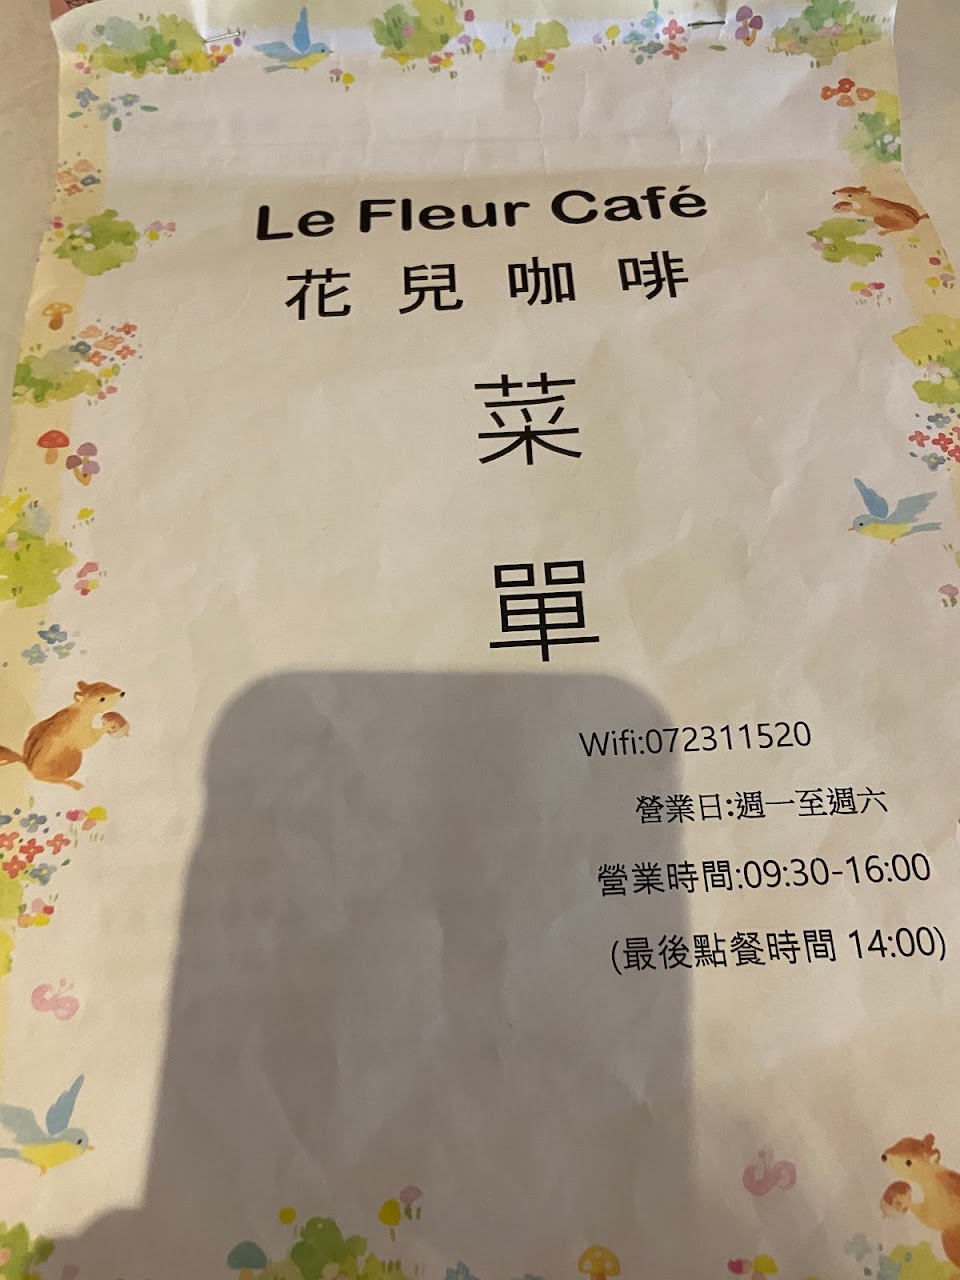 Le Fleur Café
花兒咖啡
菜
單
Wifi:072311520
營業日:週一至週六
營業時間:09:30-16:00
(最後點餐時間 14:00)